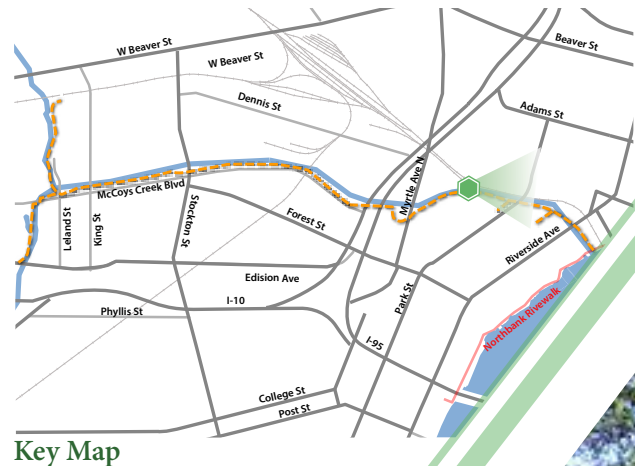 W Beaver St
Beaver St
W Beaver St
Dennis St
Adams St
Myrtle Ave N
McCoys Creek Blvd
Leland St
King St
Stockton St
Forest St
Riverside Ave
Edision Ave
Park St
I-10
Phyllis St
Northbank Rivewalk
I-95
College St
Post St
Key Map